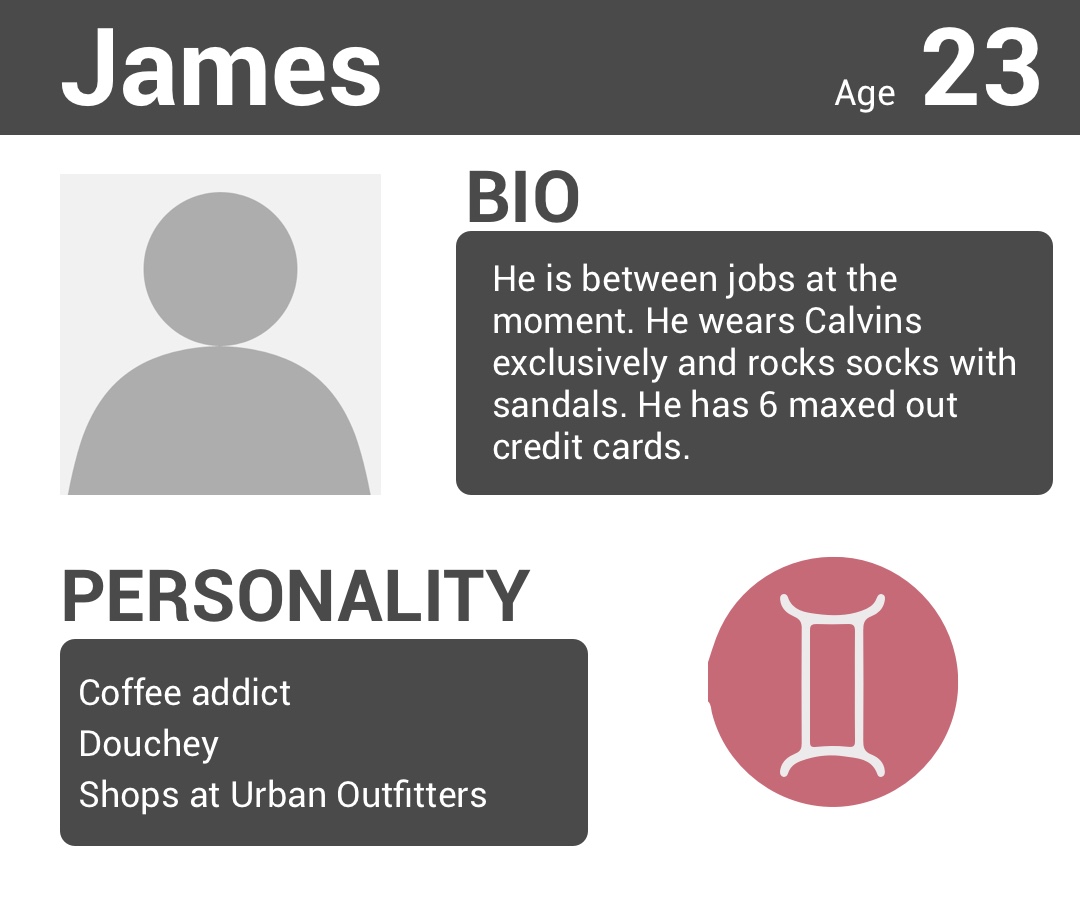 James
Age 23
BIO
He is between jobs at the
moment. He wears Calvins
exclusively and rocks socks with
sandals. He has 6 maxed out
credit cards.
PERSONALITY
Coffee addict
Douchey
Shops at Urban Outfitters